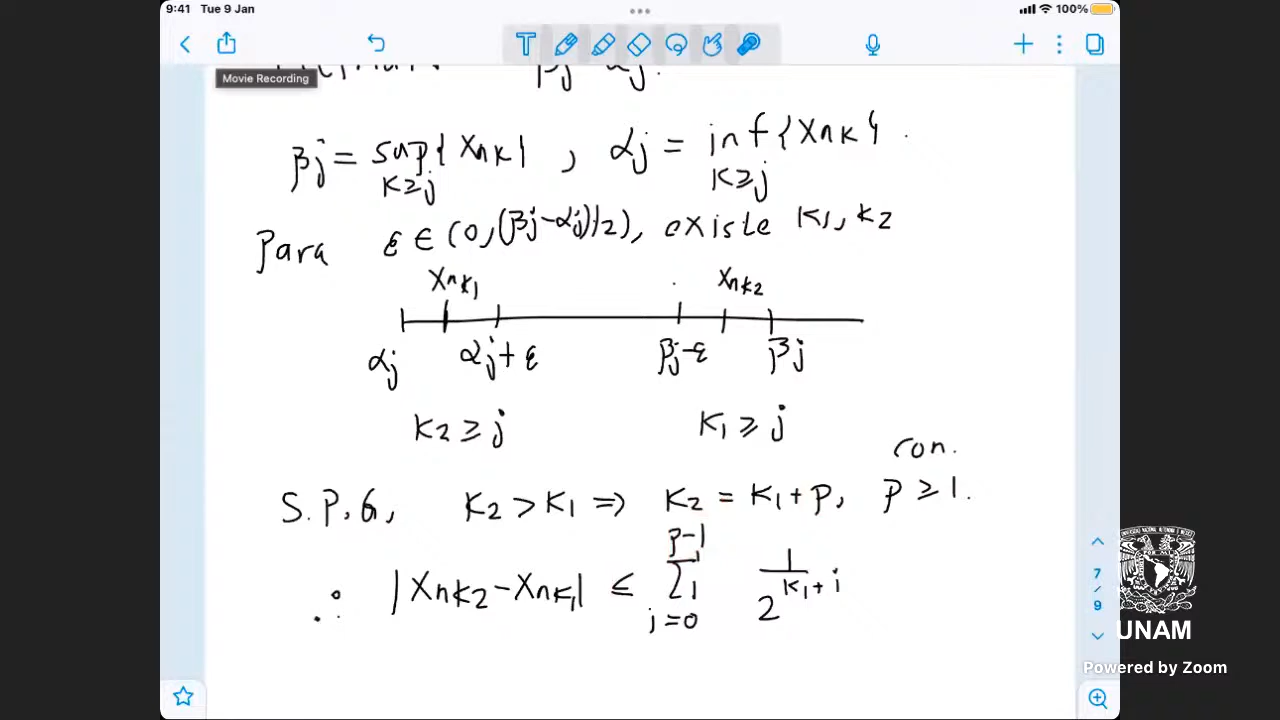 9:41 Tue 9 Jan
100%
Movie Recording
βj αj.
βj = sup{Xnk} , αj = inf{Xnk} .
k≥j k≥j
Para ε ∈ (0,(βj-αj)/2), existe k1, k2
Xnk1 Xnk2
αj αj+ε βj-ε βj
k2 ≥ j k1 ≥ j
con.
S.P.G, k2 > k1 => k2 = k1+p, p ≥ 1.
p-1
∴ |Xnk2 - Xnk1| ≤ Σ 1/2^(k1+i)
i=0
7
/
9
UNAM
Powered by Zoom